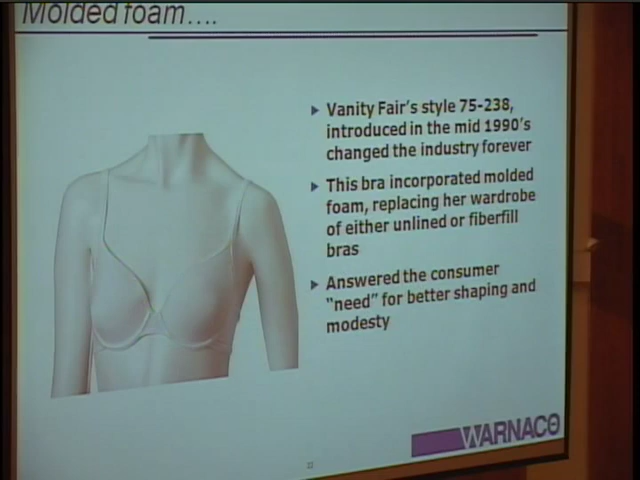 Molded foam....
Vanity Fair's style 75-238,
introduced in the mid 1990's
changed the industry forever
This bra incorporated molded
foam, replacing her wardrobe
of either unlined or fiberfill
bras
Answered the consumer
"need" for better shaping and
modesty
WARNACO